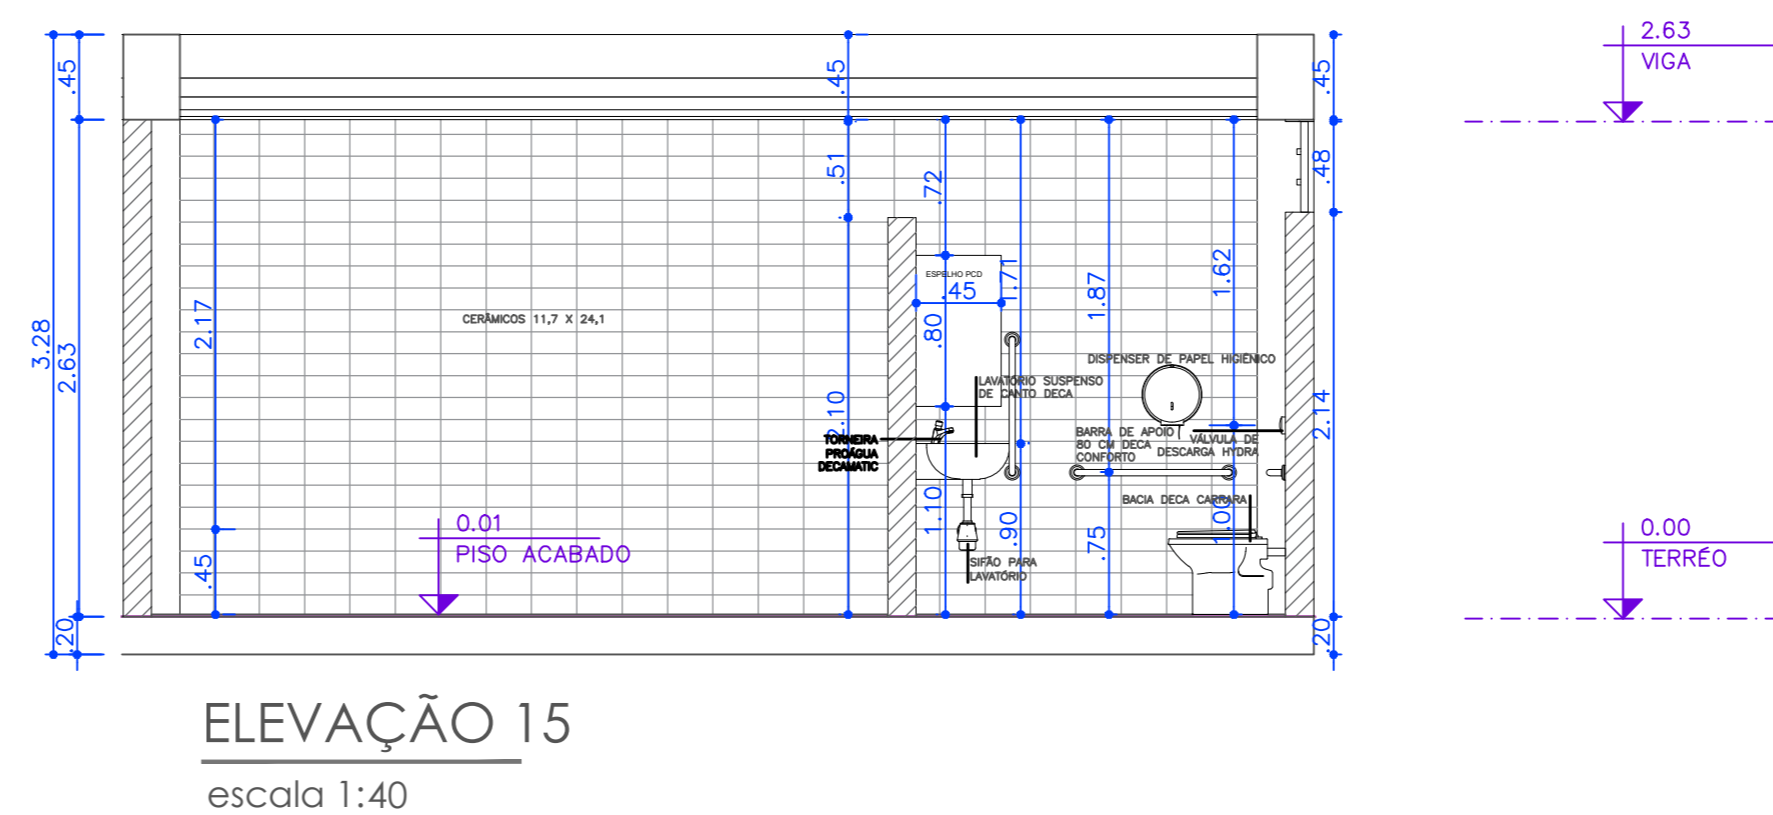 2.63
VIGA
.45
.45
.45
.51
.48
.72
1.62
1.71
1.87
ESPELHO PCD
.45
2.17
CERÂMICOS 11,7 X 24,1
.80
3.28
2.63
DISPENSER DE PAPEL HIGIÊNICO
LAVATÓRIO SUSPENSO
DE CANTO DECA
2.10
2.14
TORNEIRA
PROÁGUA
DECAMATIC
BARRA DE APOIO
80 CM DECA
CONFORTO
VÁLVULA DE
DESCARGA HYDRA
BACIA DECA CARRARA
1.10
.90
.75
1.00
0.01
PISO ACABADO
.45
SIFÃO PARA
LAVATÓRIO
0.00
TERRÉO
.20
.20
ELEVAÇÃO 15
escala 1:40